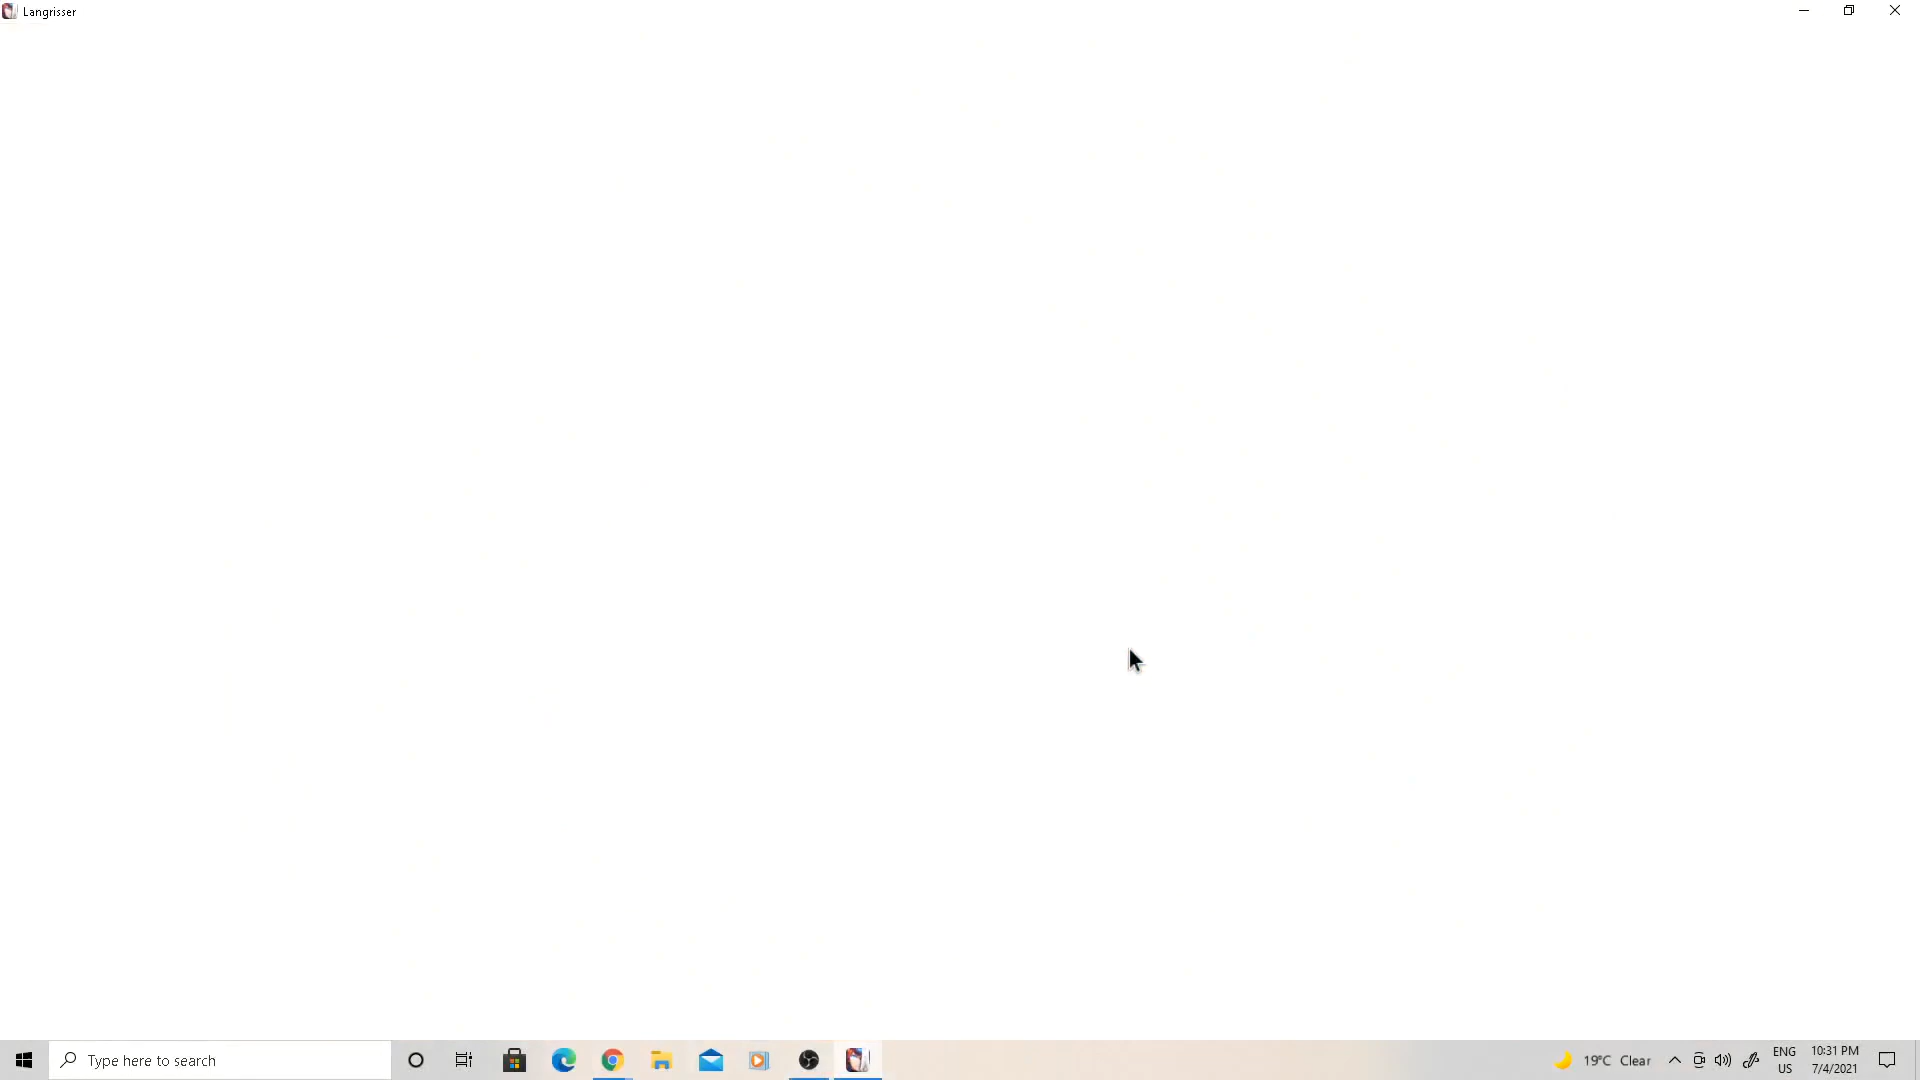 Langrisser
Type here to search
19°C Clear
ENG
US
10:31 PM
7/4/2021